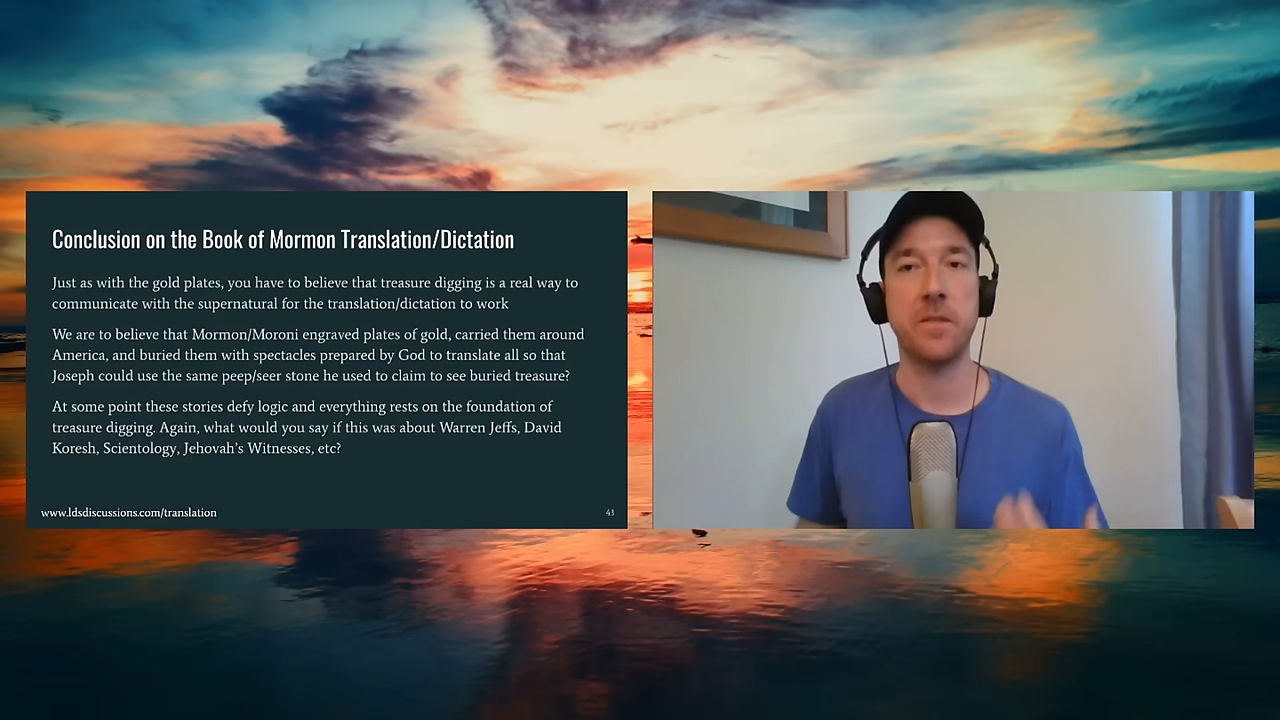 Conclusion on the Book of Mormon Translation/Dictation
Just as with the gold plates, you have to believe that treasure digging is a real way to
communicate with the supernatural for the translation/dictation to work
We are to believe that Mormon/Moroni engraved plates of gold, carried them around
America, and buried them with spectacles prepared by God to translate all so that
Joseph could use the same peep/seer stone he used to claim to see buried treasure?
At some point these stories defy logic and everything rests on the foundation of
treasure digging. Again, what would you say if this was about Warren Jeffs, David
Koresh, Scientology, Jehovah's Witnesses, etc?
www.ldsdiscussions.com/translation
43